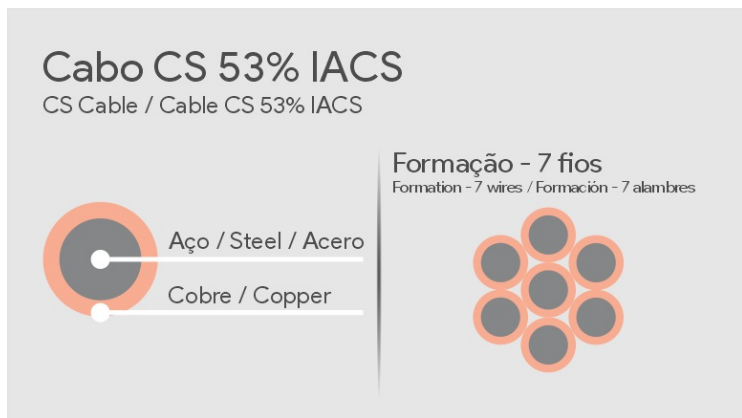 Cabo CS 53% IACS
CS Cable / Cable CS 53% IACS
Aço / Steel / Acero
Cobre / Copper
Formação - 7 fios
Formation - 7 wires / Formación - 7 alambres